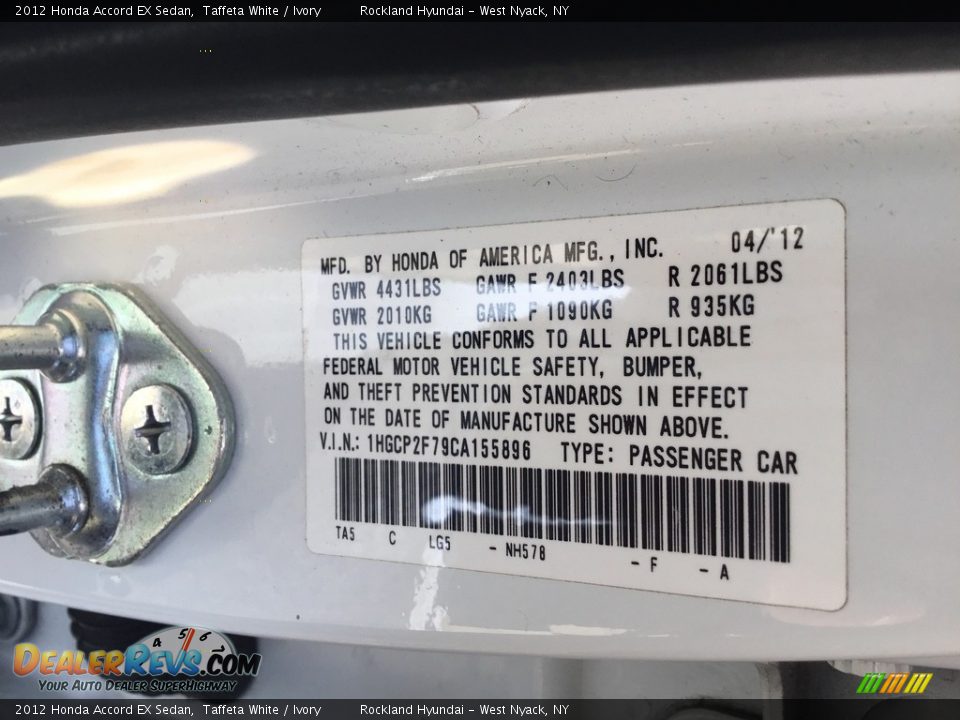 2012 Honda Accord EX Sedan, Taffeta White / Ivory Rockland Hyundai - West Nyack, NY
MFD. BY HONDA OF AMERICA MFG., INC. 04/'12
GVWR 4431LBS GAWR F 2403LBS R 2061LBS
GVWR 2010KG GAWR F 1090KG R 935KG
THIS VEHICLE CONFORMS TO ALL APPLICABLE
FEDERAL MOTOR VEHICLE SAFETY, BUMPER,
AND THEFT PREVENTION STANDARDS IN EFFECT
ON THE DATE OF MANUFACTURE SHOWN ABOVE.
V.I.N.: 1HGCP2F79CA155896 TYPE: PASSENGER CAR
TA5 C LG5 - NH578 - F - A
4 5 6
DEALERREVS.COM
YOUR AUTO DEALER SUPERHIGHWAY
2012 Honda Accord EX Sedan, Taffeta White / Ivory Rockland Hyundai - West Nyack, NY